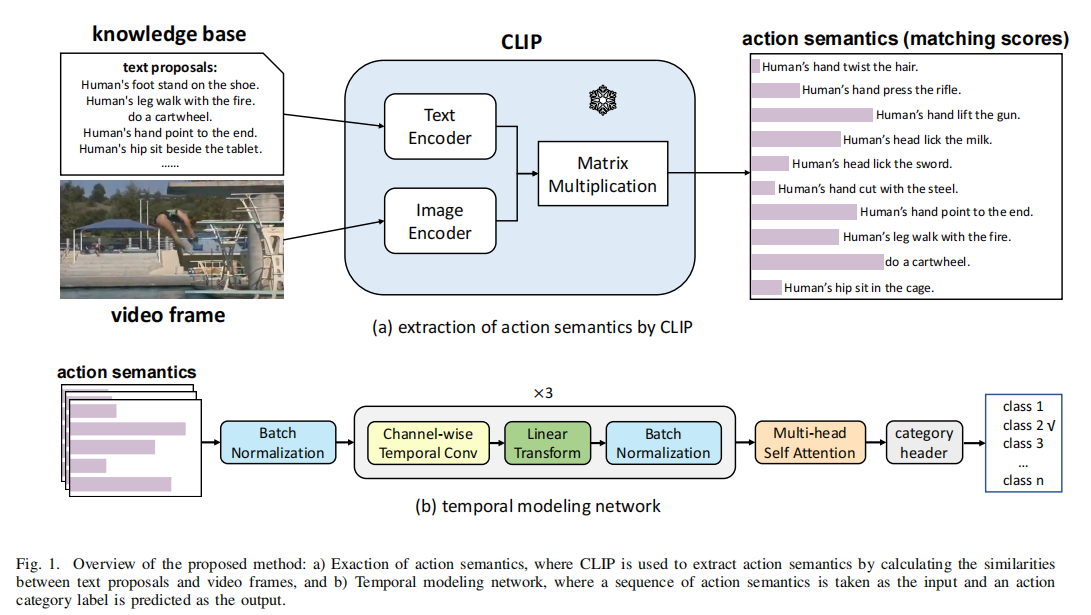 knowledge base
text proposals:
Human's foot stand on the shoe.
Human's leg walk with the fire.
do a cartwheel.
Human's hand point to the end.
Human's hip sit beside the tablet.
......
video frame
CLIP
Text
Encoder
Image
Encoder
Matrix
Multiplication
action semantics (matching scores)
Human's hand twist the hair.
Human's hand press the rifle.
Human's hand lift the gun.
Human's head lick the milk.
Human's head lick the sword.
Human's hand cut with the steel.
Human's hand point to the end.
Human's leg walk with the fire.
do a cartwheel.
Human's hip sit in the cage.
(a) extraction of action semantics by CLIP
action semantics
Batch
Normalization
×3
Channel-wise
Temporal Conv
Linear
Transform
Batch
Normalization
Multi-head
Self Attention
category
header
class 1
class 2 √
class 3
...
class n
(b) temporal modeling network
Fig. 1. Overview of the proposed method: a) Exaction of action semantics, where CLIP is used to extract action semantics by calculating the similarities
between text proposals and video frames, and b) Temporal modeling network, where a sequence of action semantics is taken as the input and an action
category label is predicted as the output.